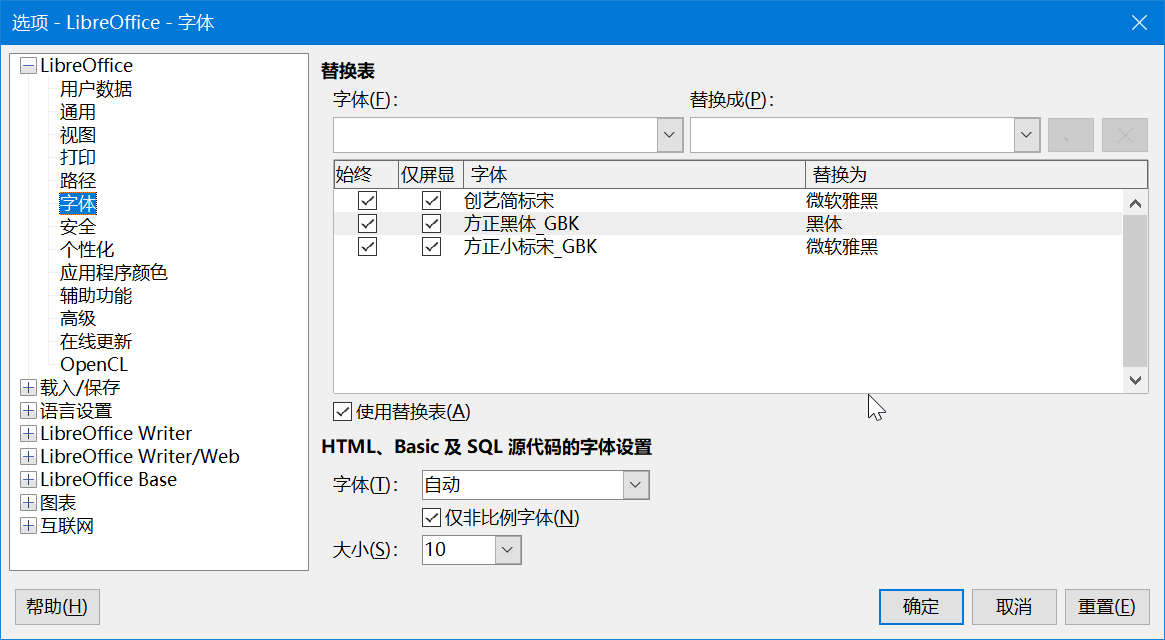 选项 - LibreOffice - 字体
LibreOffice
用户数据
通用
视图
打印
路径
字体
安全
个性化
应用程序颜色
辅助功能
高级
在线更新
OpenCL
载入/保存
语言设置
LibreOffice Writer
LibreOffice Writer/Web
LibreOffice Base
图表
互联网
替换表
字体(F)： 替换成(P)：
始终 仅屏显 字体 替换为
创艺简标宋 微软雅黑
方正黑体_GBK 黑体
方正小标宋_GBK 微软雅黑
使用替换表(A)
HTML、Basic 及 SQL 源代码的字体设置
字体(T)： 自动
仅非比例字体(N)
大小(S)： 10
帮助(H) 确定 取消 重置(E)